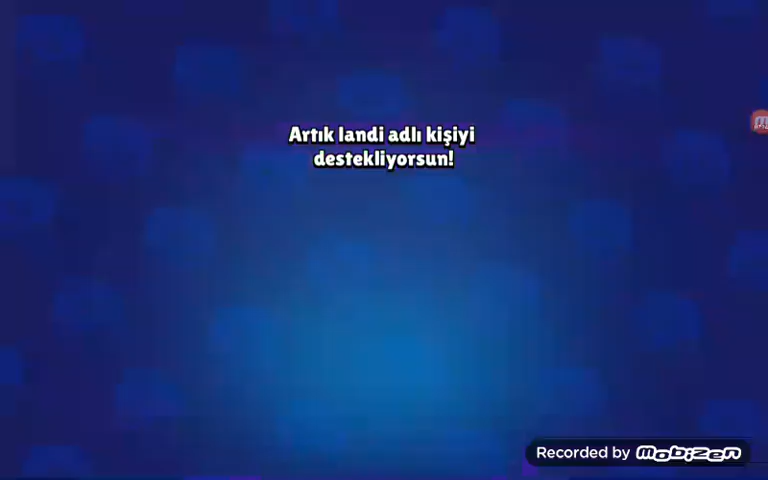 Artık landi adlı kişiyi
destekliyorsun!
Recorded by mobizen